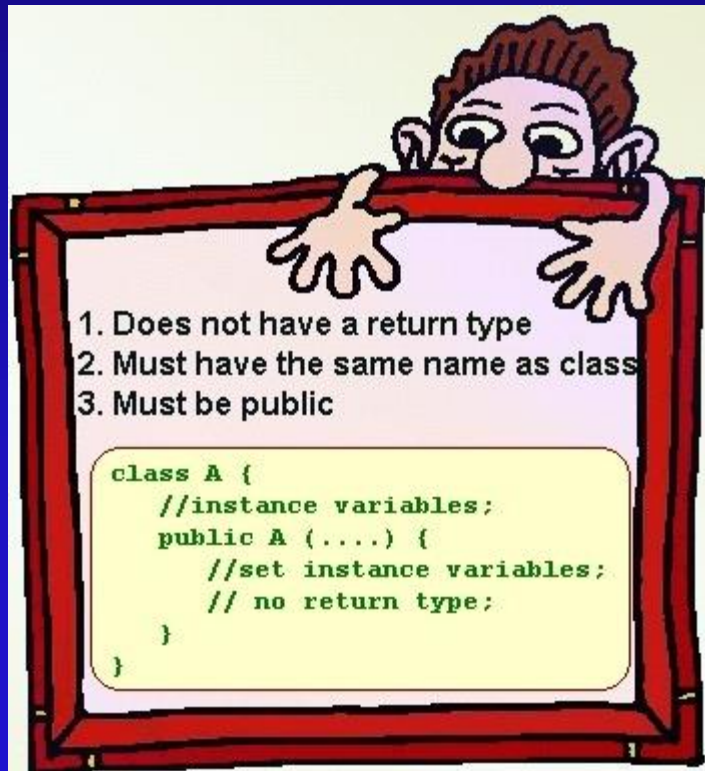 1. Does not have a return type
2. Must have the same name as class
3. Must be public
class A {
//instance variables;
public A (....) {
//set instance variables;
// no return type;
}
}